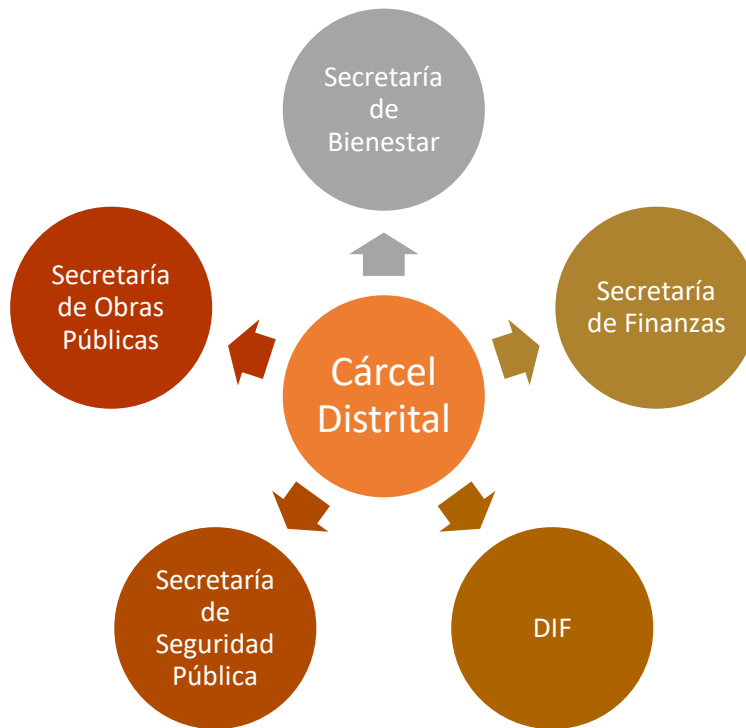 Secretaría
de
Bienestar
Secretaría
de Obras
Públicas
Secretaría
de Finanzas
Cárcel
Distrital
Secretaría
de
Seguridad
Pública
DIF